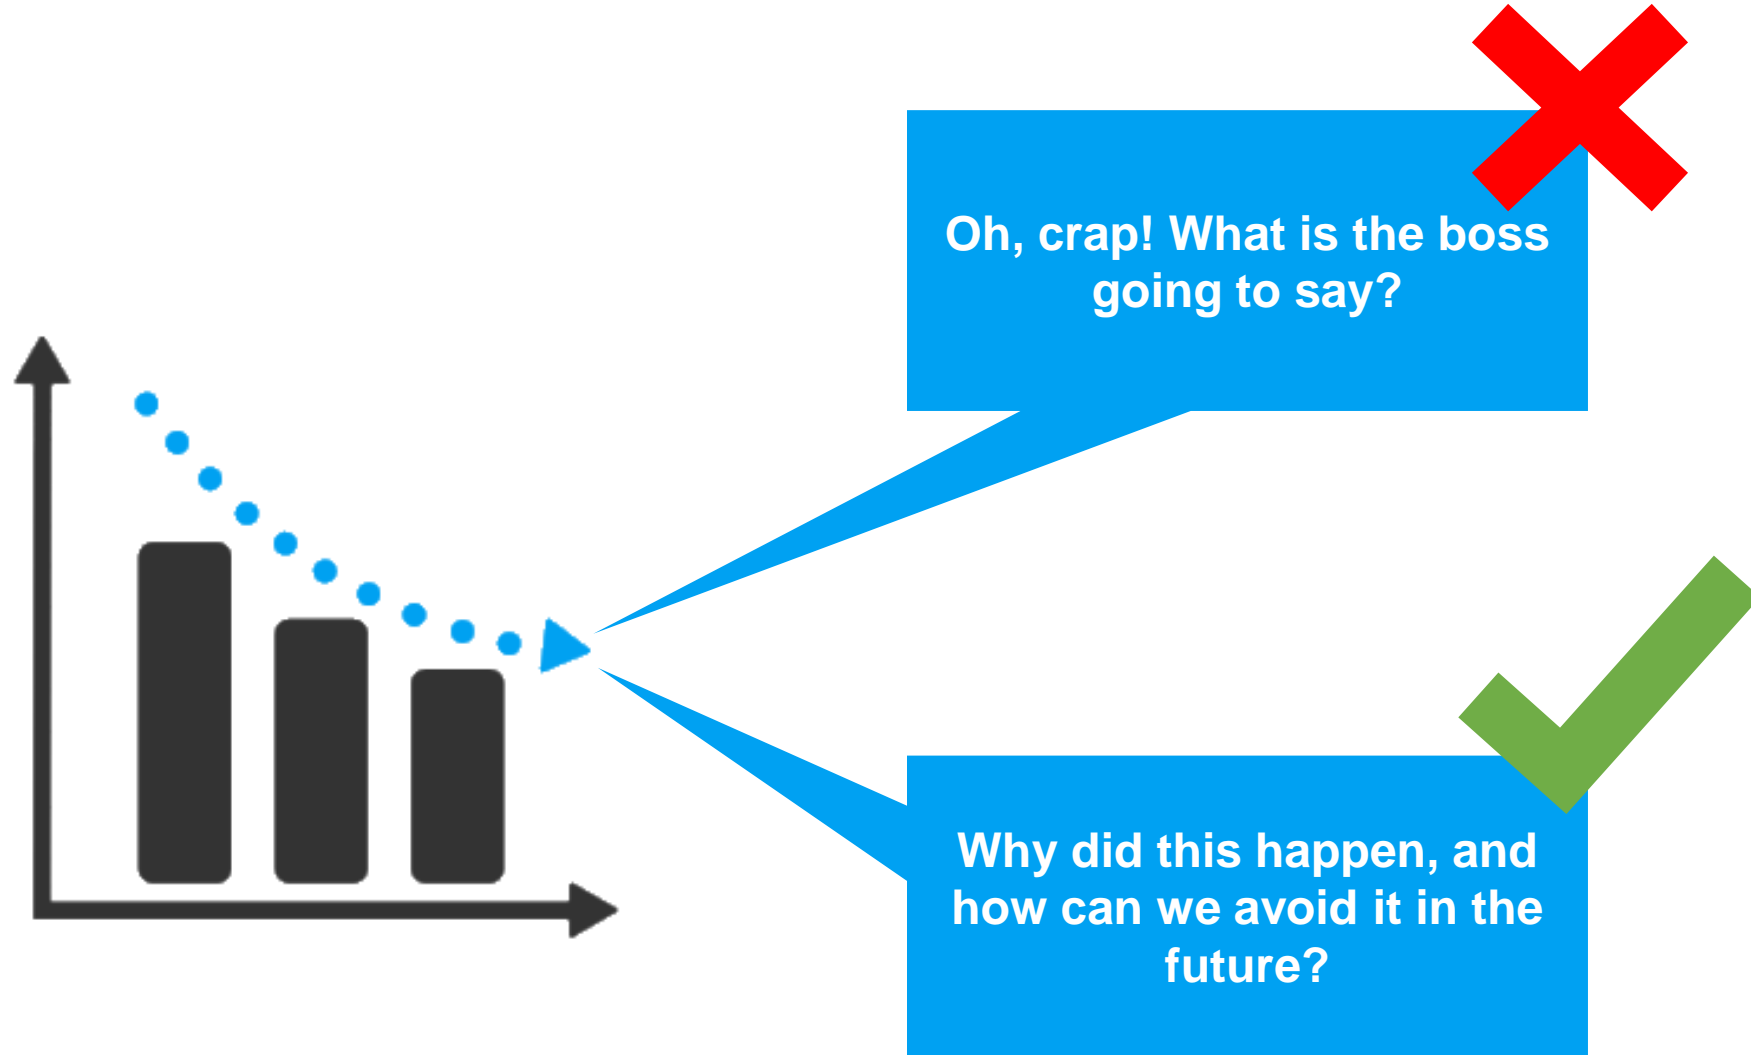 Oh, crap! What is the boss
going to say?
Why did this happen, and
how can we avoid it in the
future?